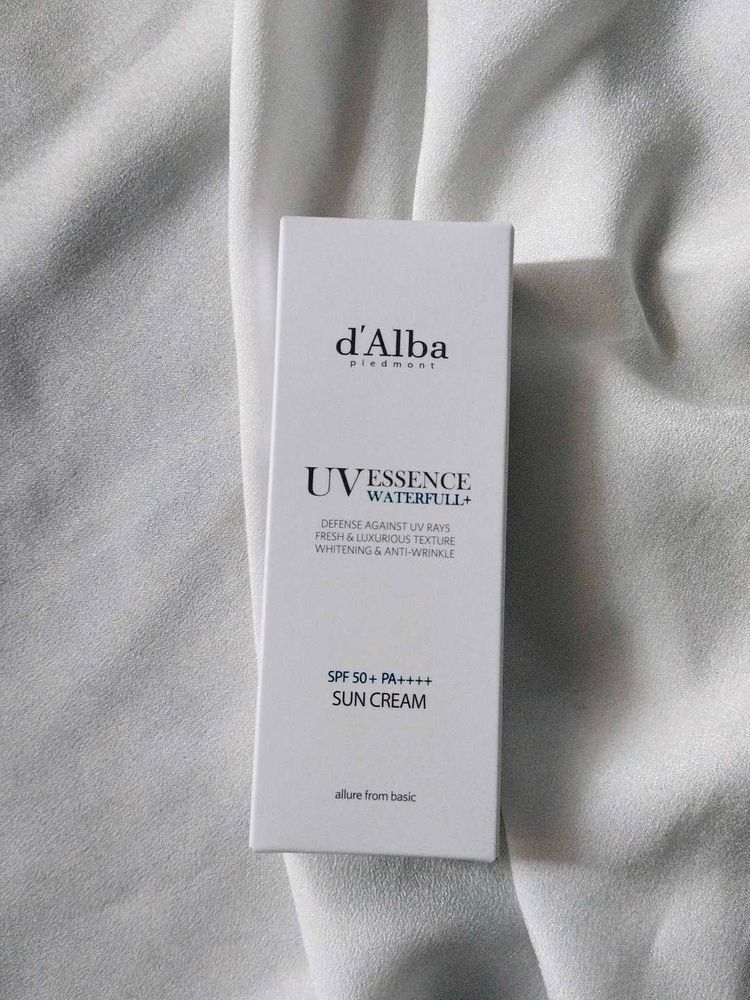 d'Alba
piedmont
UV ESSENCE
WATERFULL+
DEFENSE AGAINST UV RAYS
FRESH & LUXURIOUS TEXTURE
WHITENING & ANTI-WRINKLE
SPF 50+ PA++++
SUN CREAM
allure from basic